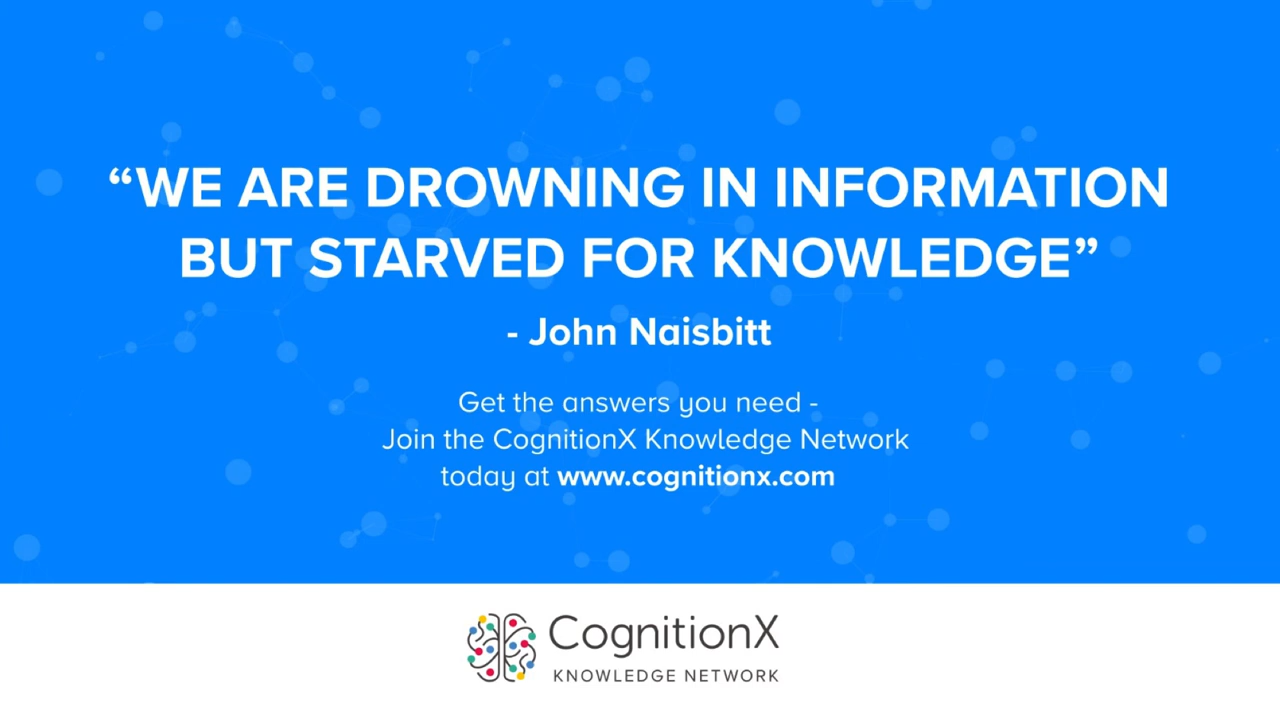 “WE ARE DROWNING IN INFORMATION
BUT STARVED FOR KNOWLEDGE”
- John Naisbitt
Get the answers you need -
Join the CognitionX Knowledge Network
today at www.cognitionx.com
CognitionX
KNOWLEDGE NETWORK